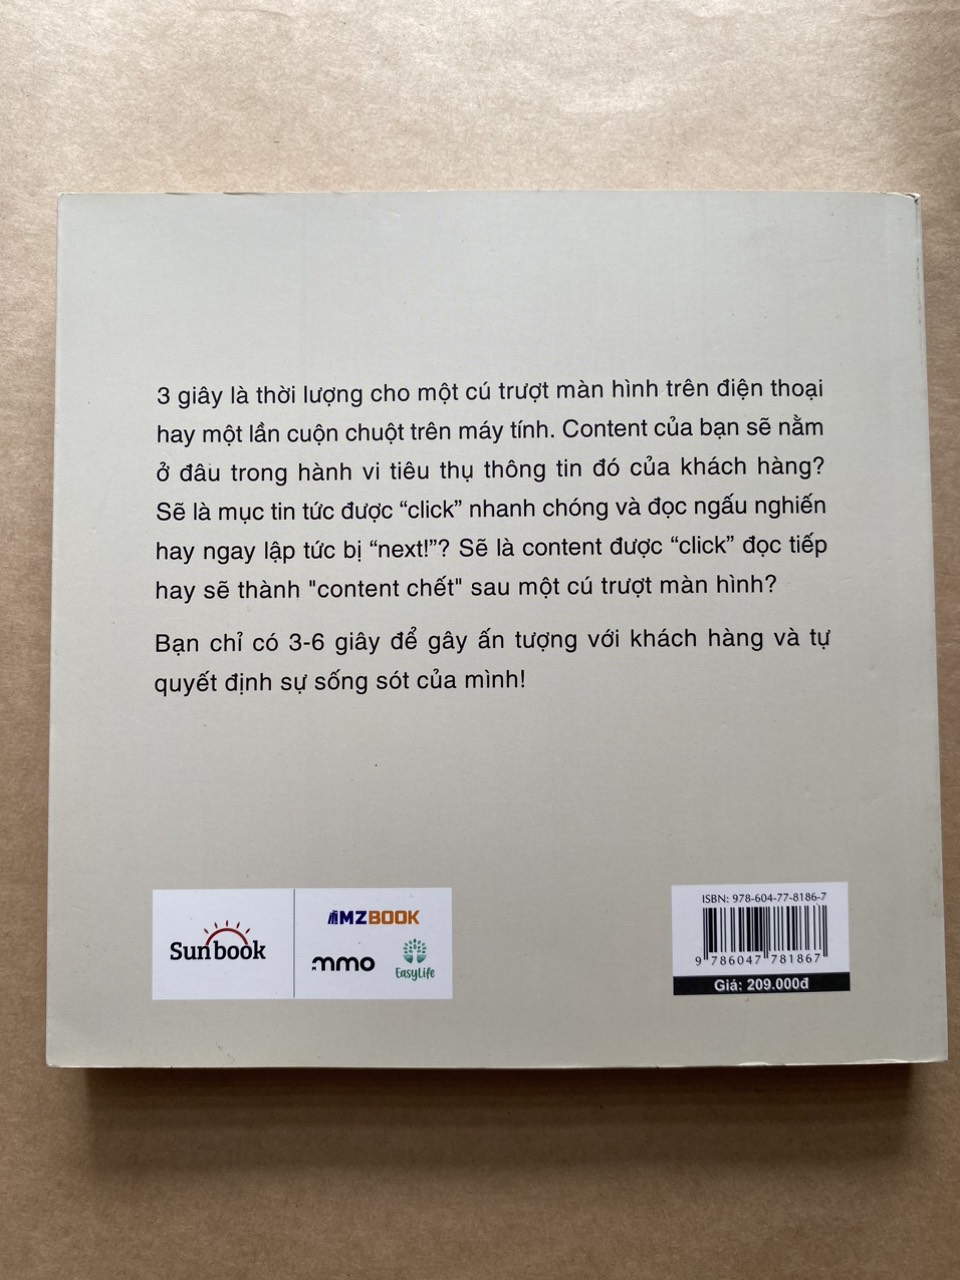 3 giây là thời lượng cho một cú trượt màn hình trên điện thoại
hay một lần cuộn chuột trên máy tính. Content của bạn sẽ nằm
ở đâu trong hành vi tiêu thụ thông tin đó của khách hàng?
Sẽ là mục tin tức được “click” nhanh chóng và đọc ngấu nghiến
hay ngay lập tức bị “next!”? Sẽ là content được “click” đọc tiếp
hay sẽ thành "content chết" sau một cú trượt màn hình?
Bạn chỉ có 3-6 giây để gây ấn tượng với khách hàng và tự
quyết định sự sống sót của mình!
Sunbook
MZBOOK
mmo
EasyLife
ISBN: 978-604-77-8186-7
9 786047 781867
Giá: 209.000đ